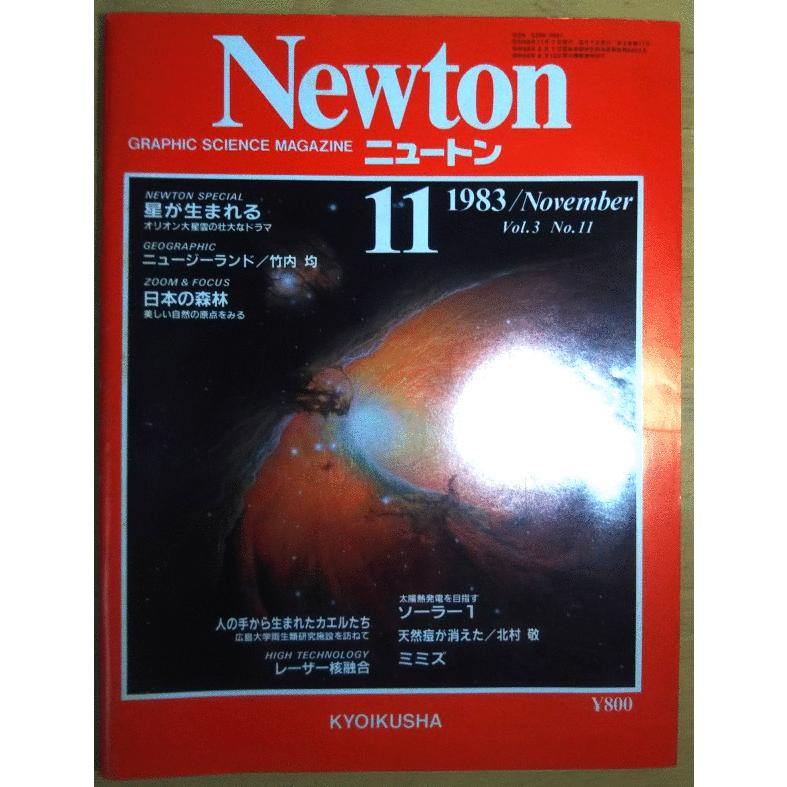 Newton
GRAPHIC SCIENCE MAGAZINE ニュートン
11 1983/November
Vol.3 No.11
NEWTON SPECIAL
星が生まれる
オリオン大星雲の壮大なドラマ
GEOGRAPHIC
ニュージーランド/竹内 均
ZOOM & FOCUS
日本の森林
美しい自然の原点をみる
人の手から生まれたカエルたち
広島大学両生類研究施設を訪ねて
HIGH TECHNOLOGY
レーザー核融合
太陽熱発電を目指す
ソーラー1
天然痘が消えた/北村 敬
ミミズ
¥800
KYOIKUSHA